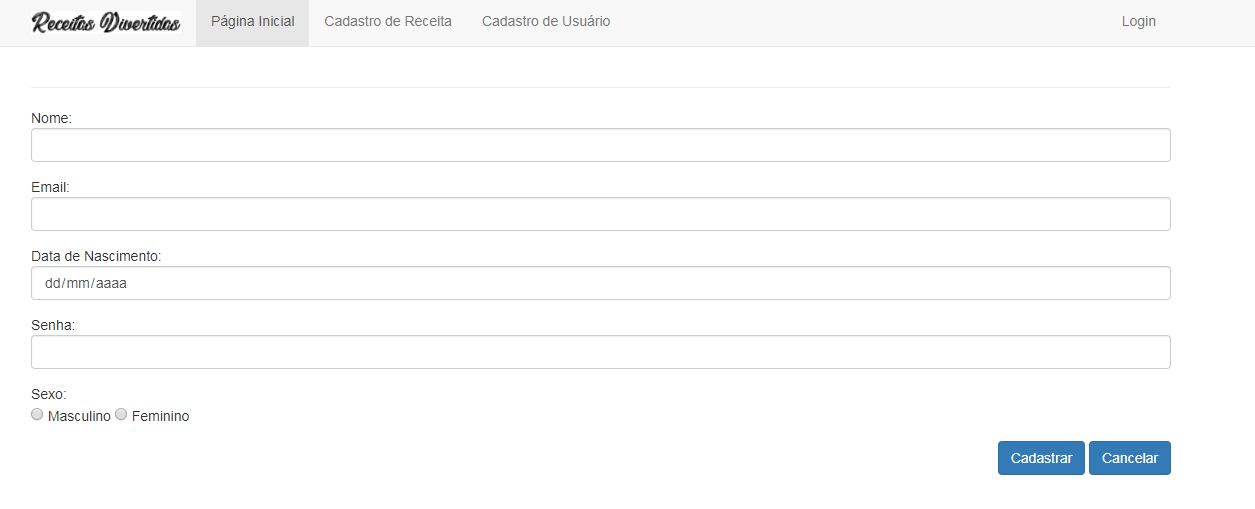 Receitas Divertidas Página Inicial Cadastro de Receita Cadastro de Usuário Login
Nome:
Email:
Data de Nascimento:
dd/mm/aaaa
Senha:
Sexo:
Masculino Feminino
Cadastrar Cancelar